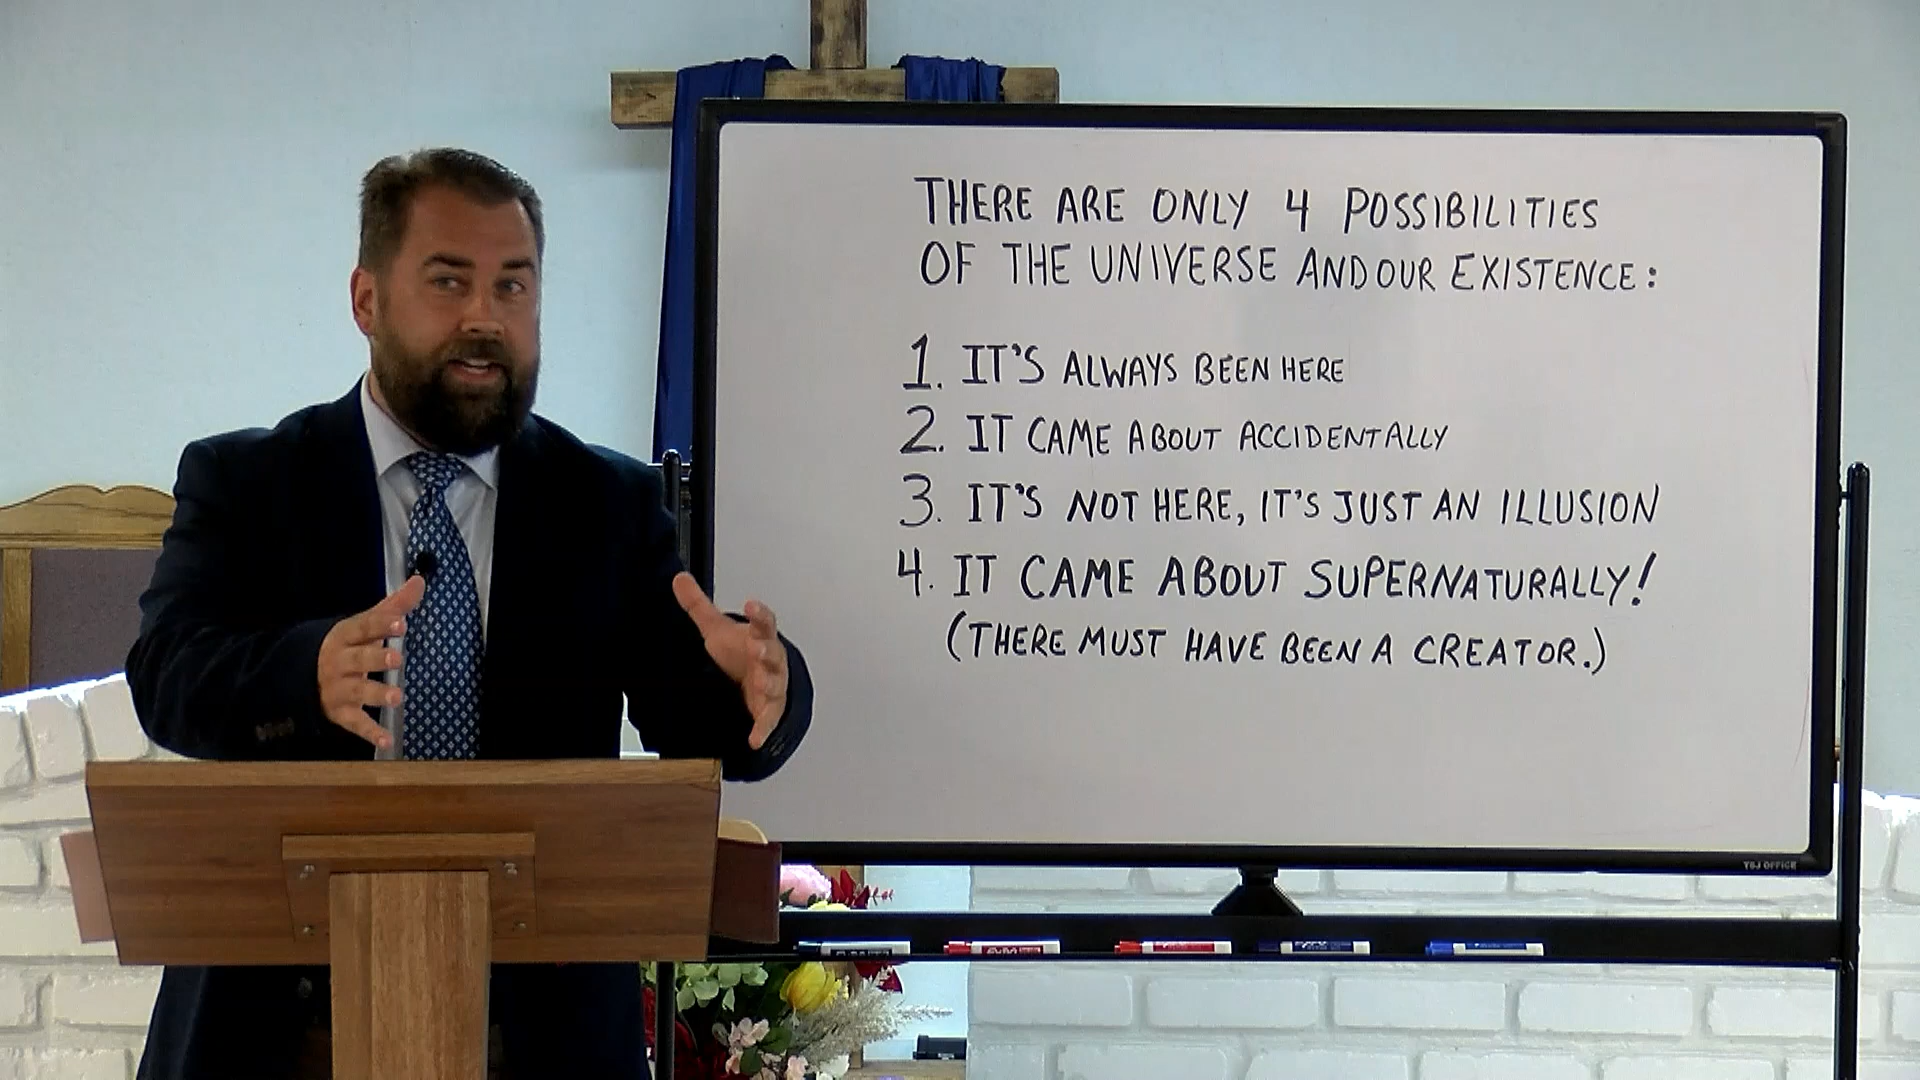 THERE ARE ONLY 4 POSSIBILITIES
OF THE UNIVERSE AND OUR EXISTENCE:
1. IT'S ALWAYS BEEN HERE
2. IT CAME ABOUT ACCIDENTALLY
3. IT'S NOT HERE, IT'S JUST AN ILLUSION
4. IT CAME ABOUT SUPERNATURALLY!
(THERE MUST HAVE BEEN A CREATOR.)
TSJ OFFICE